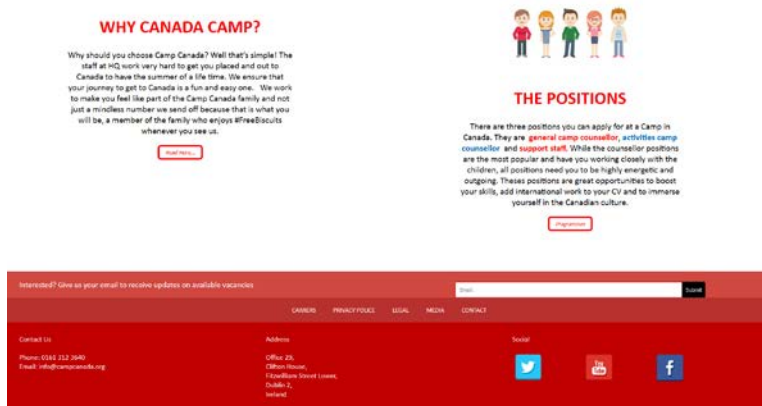 WHY CANADA CAMP?
Why should you choose Camp Canada? Well that's simple! The
staff at HQ work very hard to get you placed and out to
Canada to have the summer of a life time. We ensure that
your journey to get to Canada is a fun and easy one. We work
to make you feel like part of the Camp Canada family and not
just a mindless number we send off because that is what you
will be, a member of the family who enjoys #FreeBiscuits
whenever you see us.
Read More...
THE POSITIONS
There are three positions you can apply for at a Camp in
Canada. They are general camp counsellor, activities camp
counsellor and support staff. While the counsellor positions
are the most popular and have you working closely with the
children, all positions need you to be highly energetic and
outgoing. Theses positions are great opportunities to boost
your skills, add international work to your CV and to immerse
yourself in the Canadian culture.
Programmes
Interested? Give us your email to receive updates on available vacancies
Email
Submit
CAREERS PRIVACY POLICE LEGAL MEDIA CONTACT
Contact Us
Phone: 0161 212 3640
Email: info@campcanada.org
Address
Office 29,
Clifton House,
Fitzwilliam Street Lower,
Dublin 2,
Ireland
Social
You
Tube
f